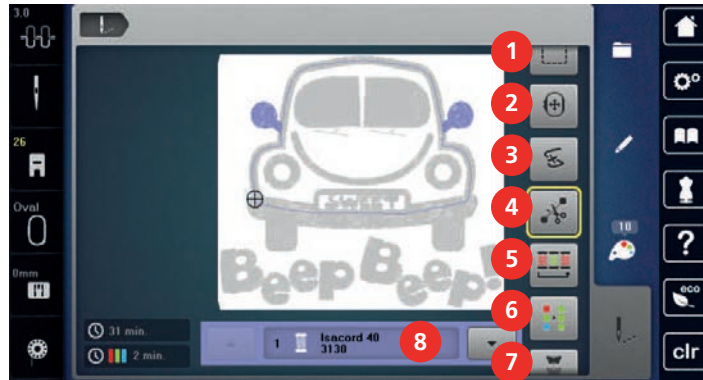 3.0
26
Oval
0mm
SWEET
Beep Beep!
31 min.
2 min.
1 Isacord 40
3130
1
2
3
4
5
6
7
8
10
?
eco
clr